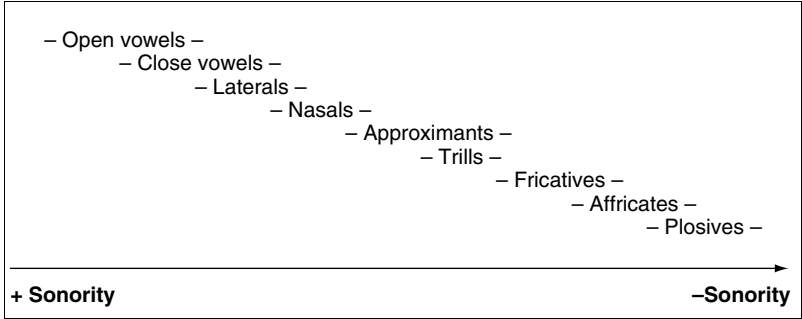 – Open vowels –
– Close vowels –
– Laterals –
– Nasals –
– Approximants –
– Trills –
– Fricatives –
– Affricates –
– Plosives –
+ Sonority –Sonority